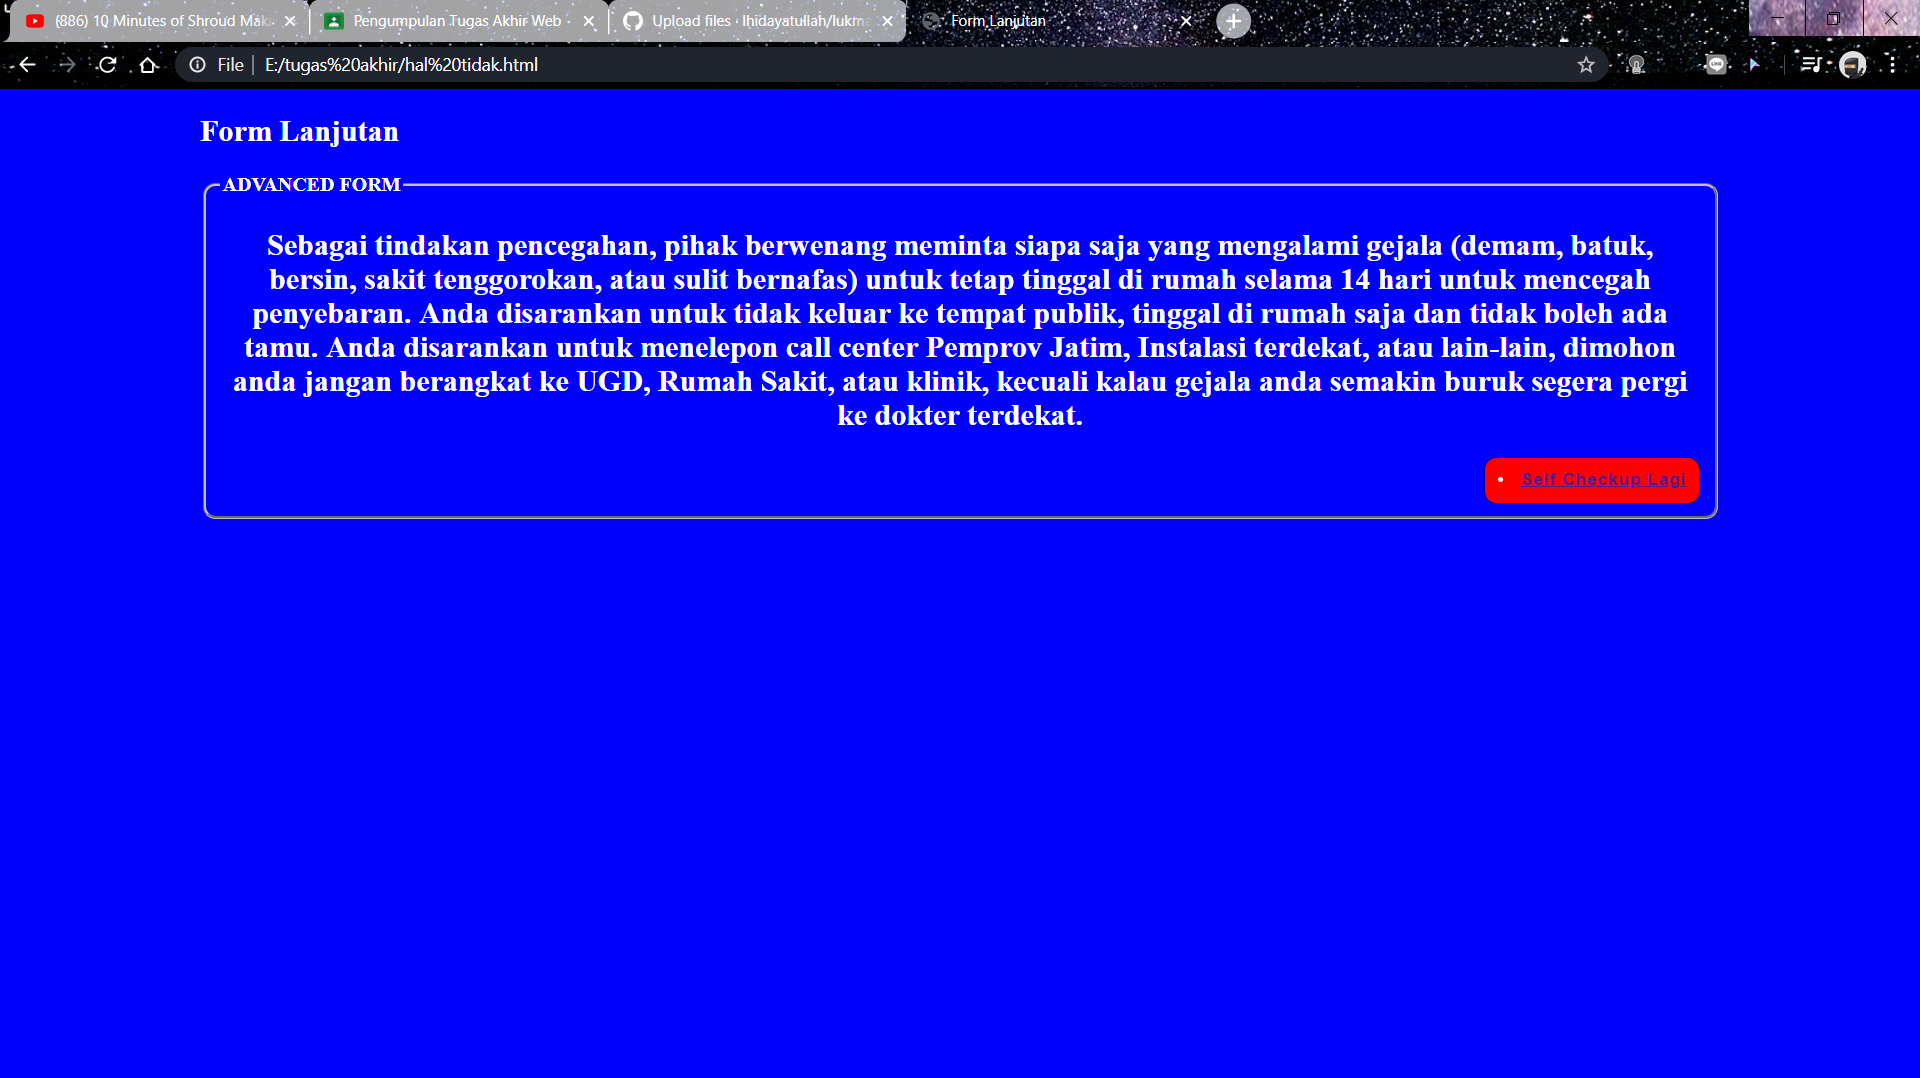 (886) 10 Minutes of Shroud Mak
Pengumpulan Tugas Akhir Web
Upload files · lhidayatullah/lukm
Form Lanjutan
File | E:/tugas%20akhir/hal%20tidak.html
Form Lanjutan
ADVANCED FORM
Sebagai tindakan pencegahan, pihak berwenang meminta siapa saja yang mengalami gejala (demam, batuk,
bersin, sakit tenggorokan, atau sulit bernafas) untuk tetap tinggal di rumah selama 14 hari untuk mencegah
penyebaran. Anda disarankan untuk tidak keluar ke tempat publik, tinggal di rumah saja dan tidak boleh ada
tamu. Anda disarankan untuk menelepon call center Pemprov Jatim, Instalasi terdekat, atau lain-lain, dimohon
anda jangan berangkat ke UGD, Rumah Sakit, atau klinik, kecuali kalau gejala anda semakin buruk segera pergi
ke dokter terdekat.
• Self Checkup Lagi